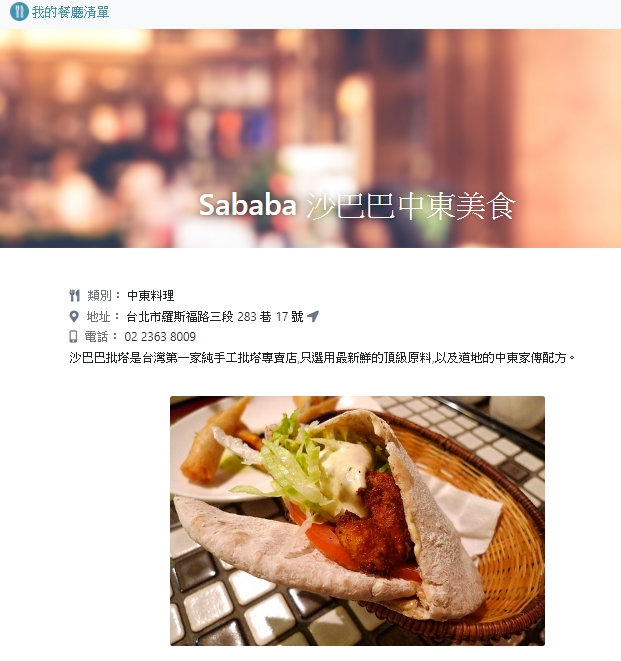 我的餐廳清單
Sababa 沙巴巴中東美食
類別： 中東料理
地址： 台北市羅斯福路三段 283 巷 17 號
電話： 02 2363 8009
沙巴巴批塔是台灣第一家純手工批塔專賣店,只選用最新鮮的頂級原料,以及道地的中東家傳配方。